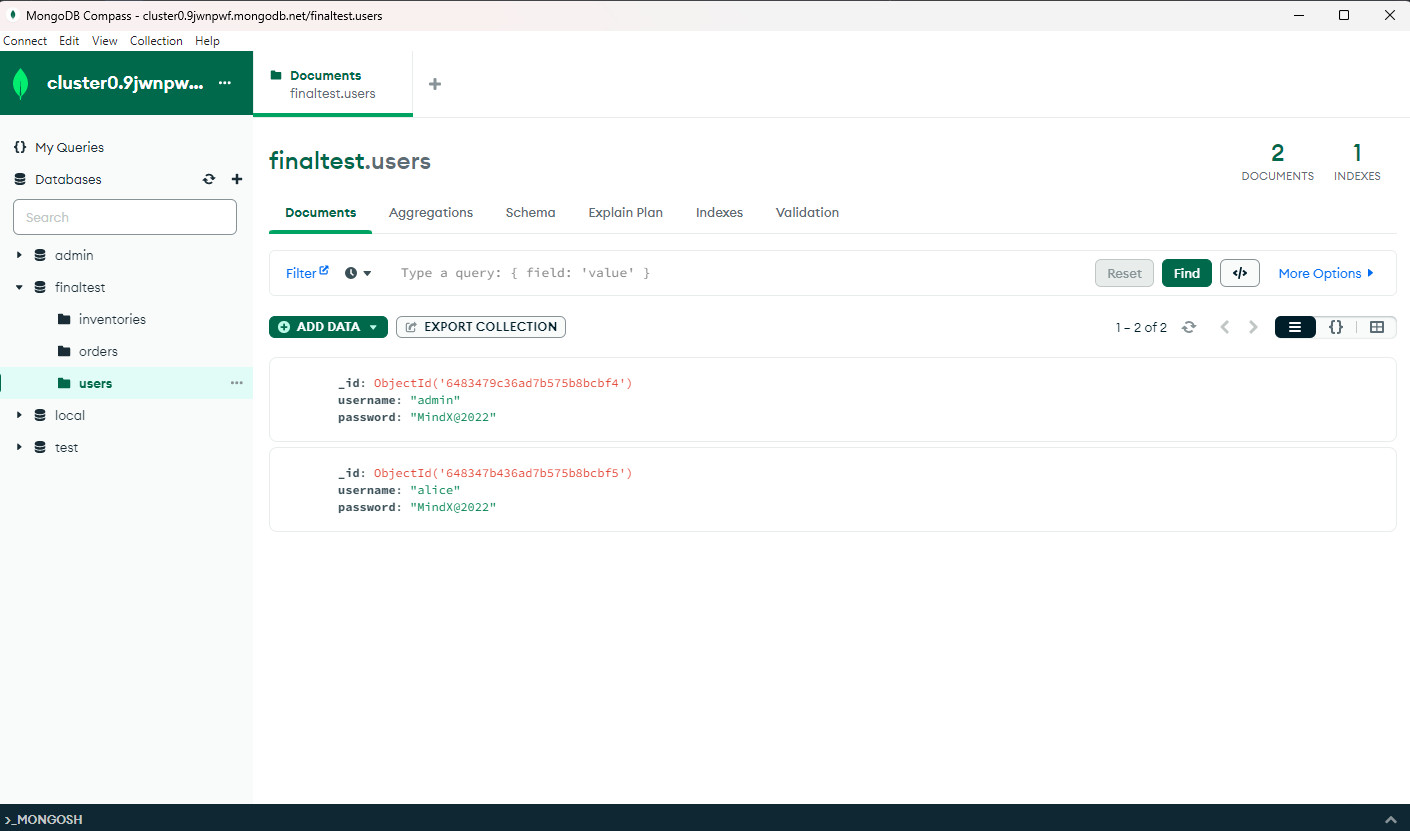 MongoDB Compass - cluster0.9jwnpwf.mongodb.net/finaltest.users
Connect Edit View Collection Help
cluster0.9jwnpw... ...
Documents
finaltest.users
+
{} My Queries
Databases +
Search
admin
finaltest
inventories
orders
users ...
local
test
finaltest.users
2
DOCUMENTS
1
INDEXES
Documents Aggregations Schema Explain Plan Indexes Validation
Filter Type a query: { field: 'value' } Reset Find </> More Options
ADD DATA EXPORT COLLECTION 1 – 2 of 2 {}
_id: ObjectId('6483479c36ad7b575b8bcbf4')
username: "admin"
password: "MindX@2022"
_id: ObjectId('648347b436ad7b575b8bcbf5')
username: "alice"
password: "MindX@2022"
>_MONGOSH